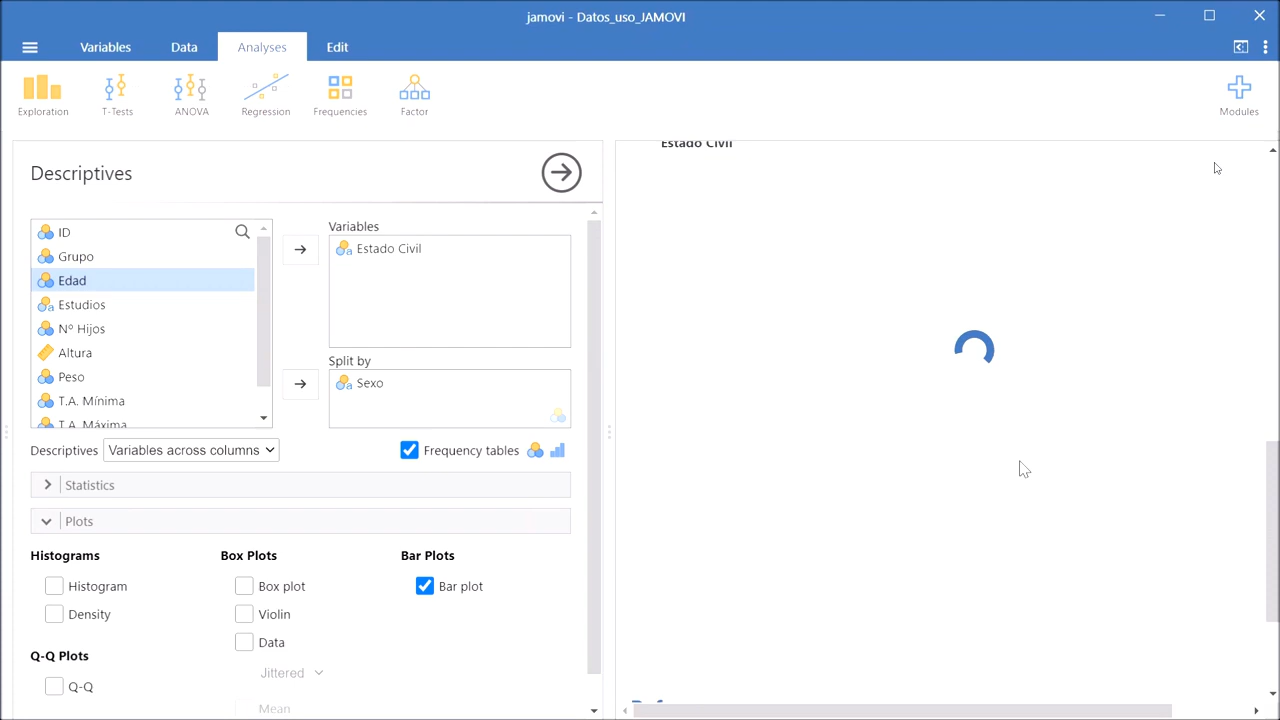 jamovi - Datos_uso_JAMOVI
Variables Data Analyses Edit
Exploration T-Tests ANOVA Regression Frequencies Factor Modules
Descriptives
ID
Grupo
Edad
Estudios
Nº Hijos
Altura
Peso
T.A. Mínima
T.A. Máxima
Variables
a Estado Civil
Split by
a Sexo
Descriptives Variables across columns Frequency tables
Statistics
Plots
Histograms
Histogram
Density
Q-Q Plots
Q-Q
Box Plots
Box plot
Violin
Data
Jittered
Mean
Bar Plots
Bar plot
Estado Civil